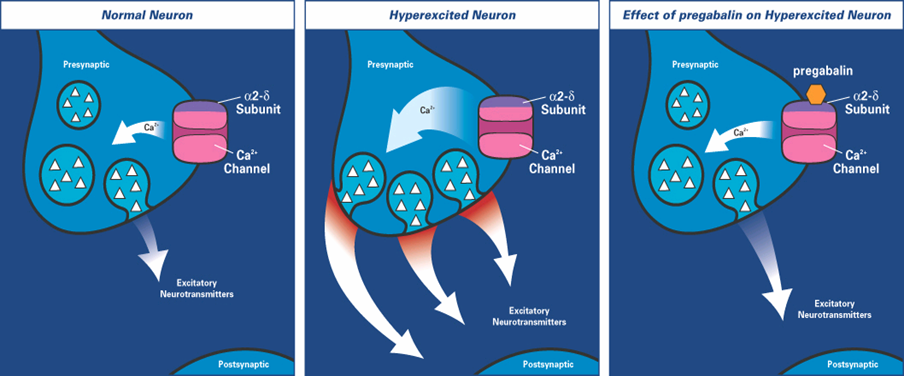 Normal Neuron
Presynaptic
α2-δ
Subunit
Ca²⁺
Ca²⁺
Channel
Excitatory
Neurotransmitters
Hyperexcited Neuron
Presynaptic
α2-δ
Subunit
Ca²⁺
Ca²⁺
Channel
Excitatory
Neurotransmitters
Postsynaptic
Effect of pregabalin on Hyperexcited Neuron
Presynaptic
pregabalin
α2-δ
Subunit
Ca²⁺
Ca²⁺
Channel
Excitatory
Neurotransmitters
Postsynaptic
Postsynaptic